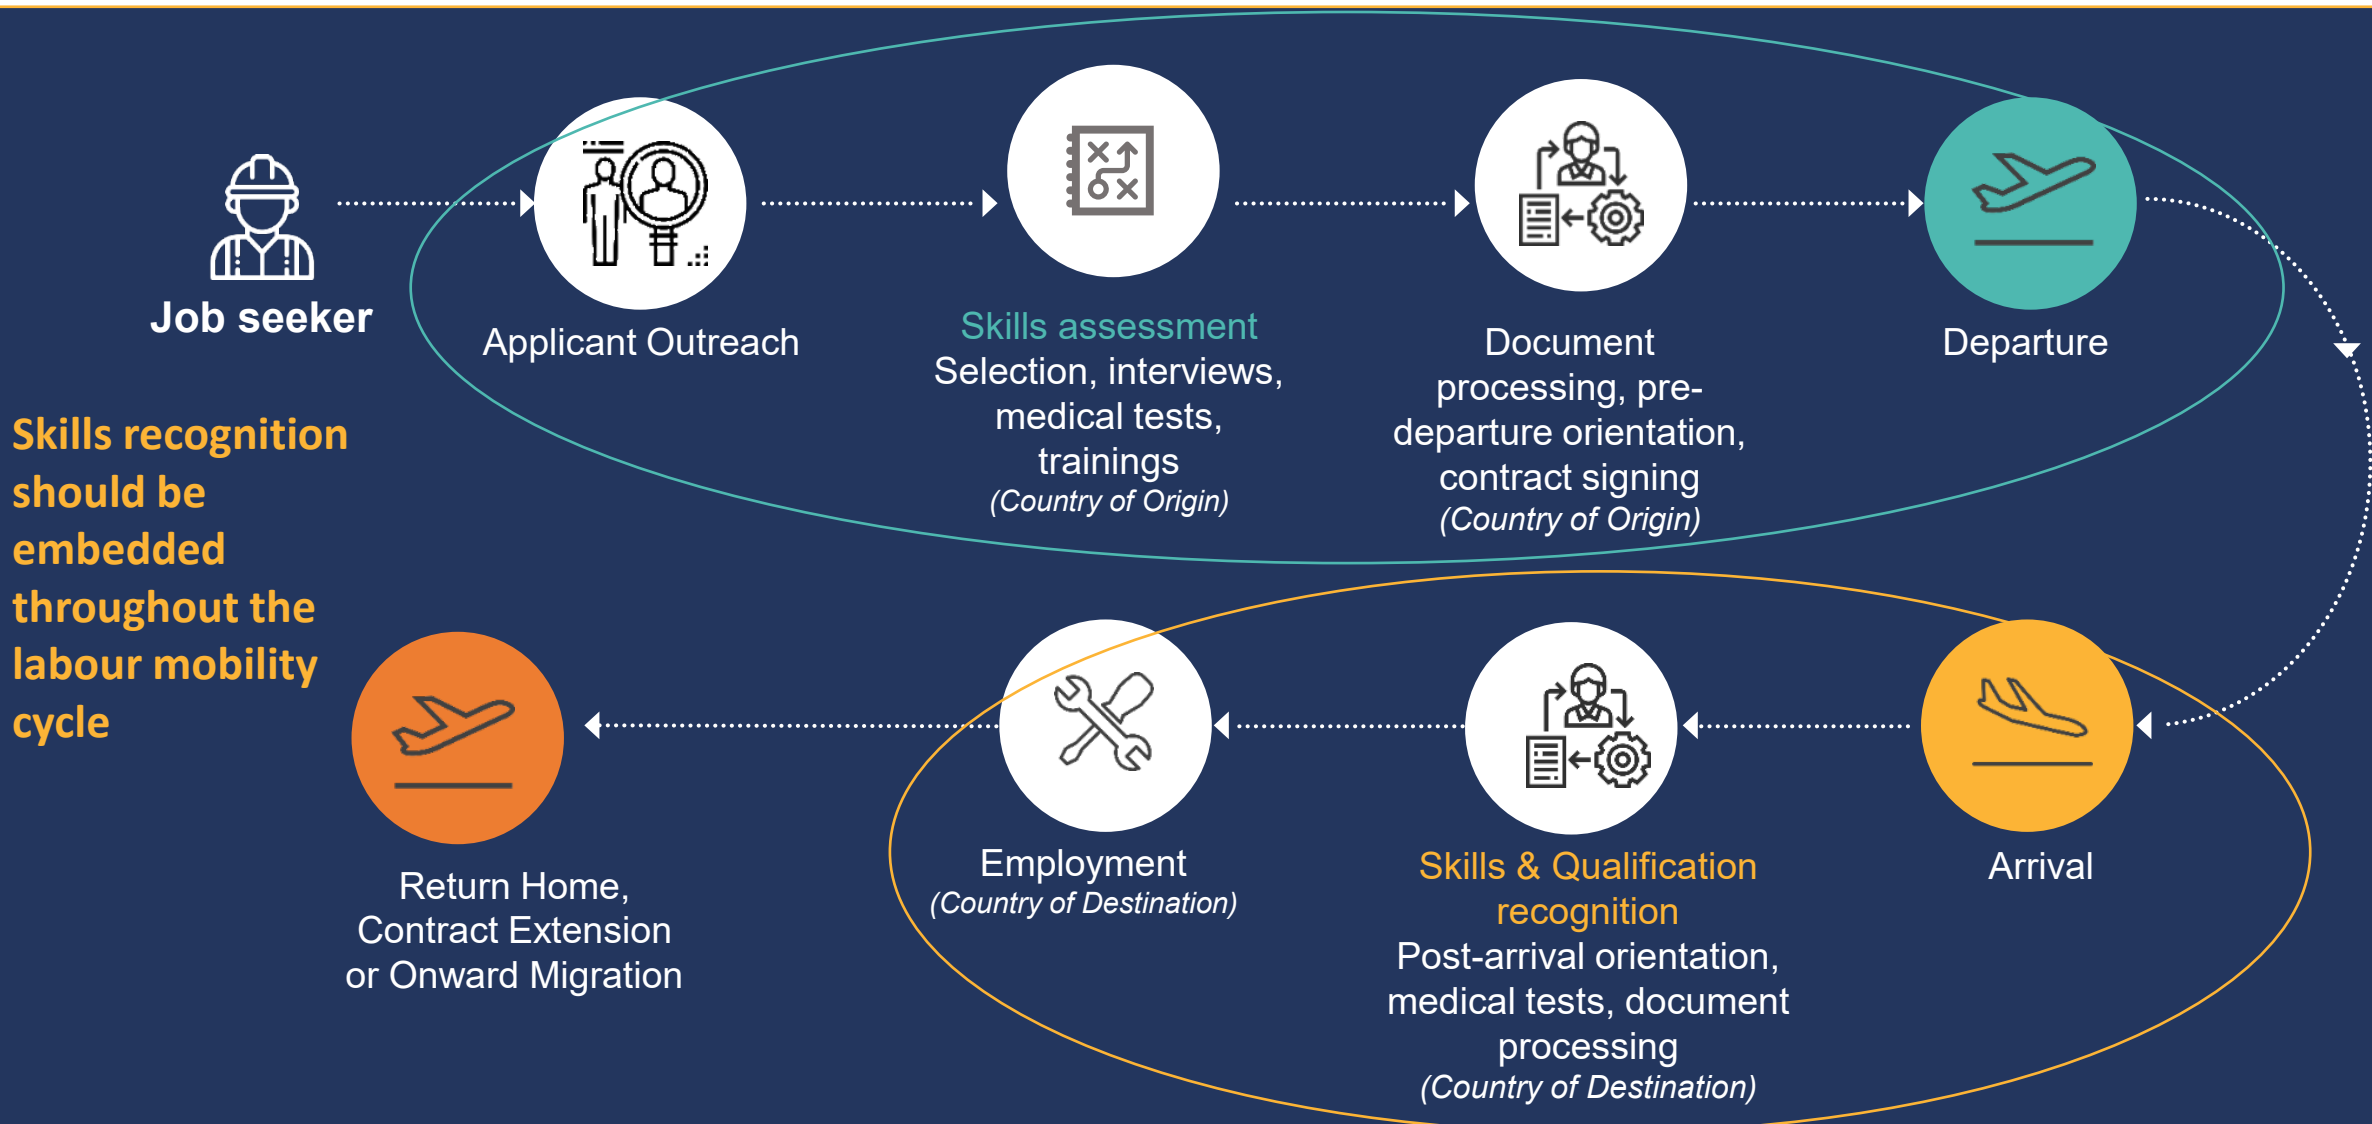 Job seeker
Applicant Outreach
Skills assessment
Selection, interviews,
medical tests,
trainings
(Country of Origin)
Document
processing, pre-
departure orientation,
contract signing
(Country of Origin)
Departure
Skills recognition
should be
embedded
throughout the
labour mobility
cycle
Arrival
Skills & Qualification
recognition
Post-arrival orientation,
medical tests, document
processing
(Country of Destination)
Employment
(Country of Destination)
Return Home,
Contract Extension
or Onward Migration